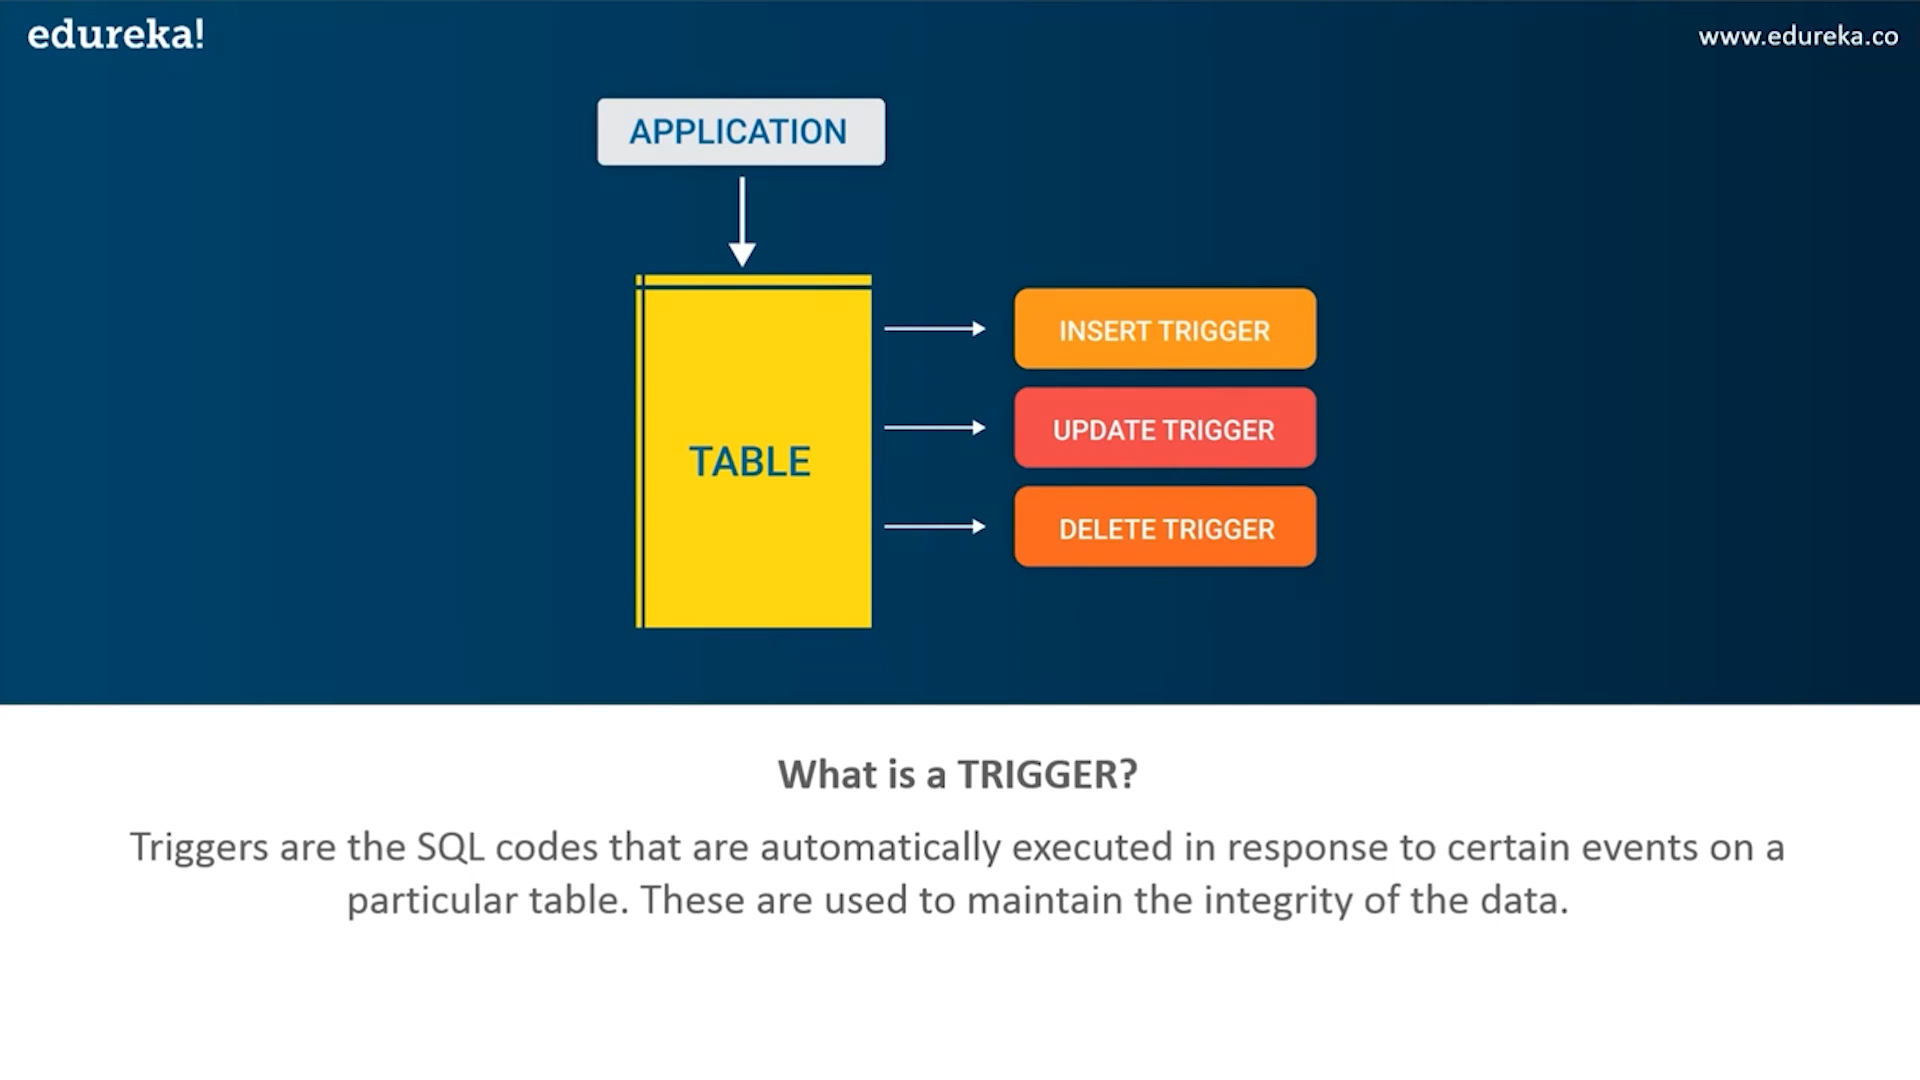 edureka!
www.edureka.co
APPLICATION
TABLE
INSERT TRIGGER
UPDATE TRIGGER
DELETE TRIGGER
What is a TRIGGER?
Triggers are the SQL codes that are automatically executed in response to certain events on a
particular table. These are used to maintain the integrity of the data.